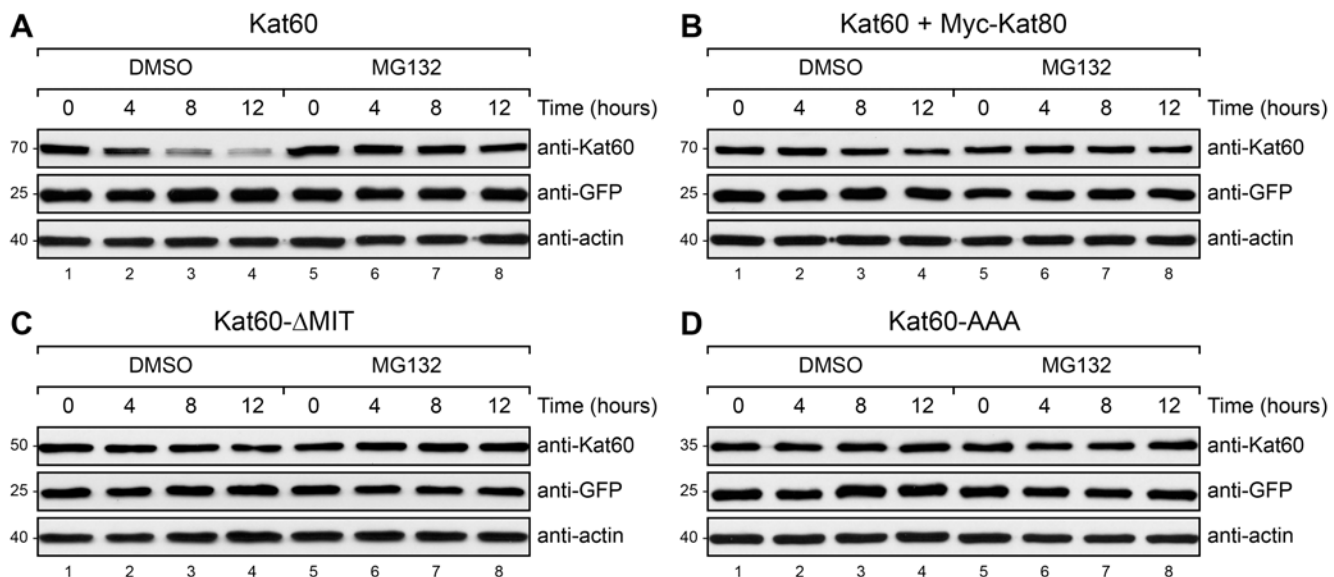 A Kat60
DMSO MG132
0 4 8 12 0 4 8 12 Time (hours)
70 anti-Kat60
25 anti-GFP
40 anti-actin
1 2 3 4 5 6 7 8
B Kat60 + Myc-Kat80
DMSO MG132
0 4 8 12 0 4 8 12 Time (hours)
70 anti-Kat60
25 anti-GFP
40 anti-actin
1 2 3 4 5 6 7 8
C Kat60-ΔMIT
DMSO MG132
0 4 8 12 0 4 8 12 Time (hours)
50 anti-Kat60
25 anti-GFP
40 anti-actin
1 2 3 4 5 6 7 8
D Kat60-AAA
DMSO MG132
0 4 8 12 0 4 8 12 Time (hours)
35 anti-Kat60
25 anti-GFP
40 anti-actin
1 2 3 4 5 6 7 8